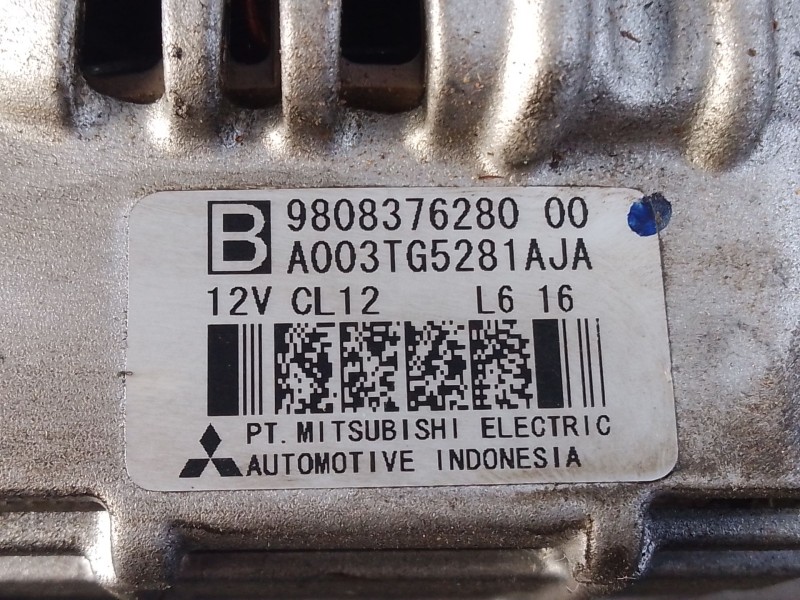 B 9808376280 00
A003TG5281AJA
12V CL12 L6 16
PT. MITSUBISHI ELECTRIC
AUTOMOTIVE INDONESIA